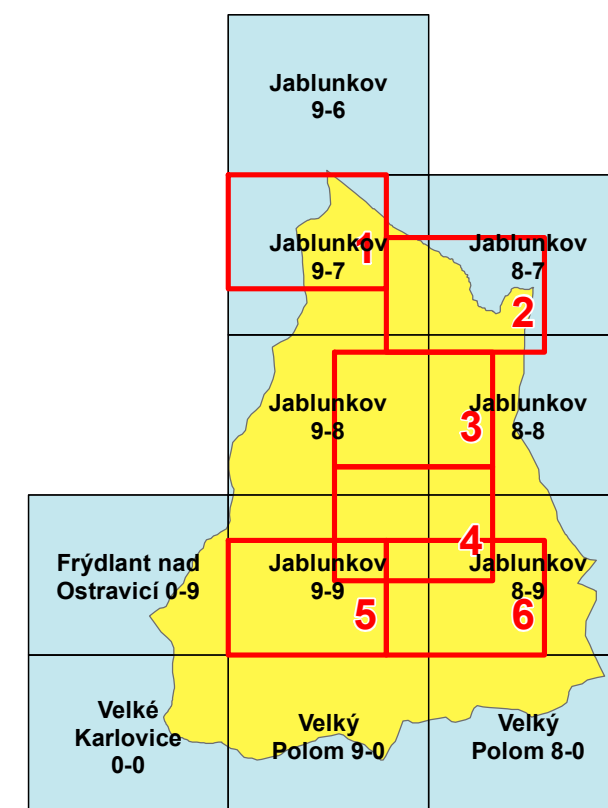 Jablunkov
9-6
Jablunkov
9-7
1
Jablunkov
8-7
2
Jablunkov
9-8
3
Jablunkov
8-8
4
Frýdlant nad
Ostravicí 0-9
Jablunkov
9-9
5
Jablunkov
8-9
6
Velké
Karlovice
0-0
Velký
Polom 9-0
Velký
Polom 8-0